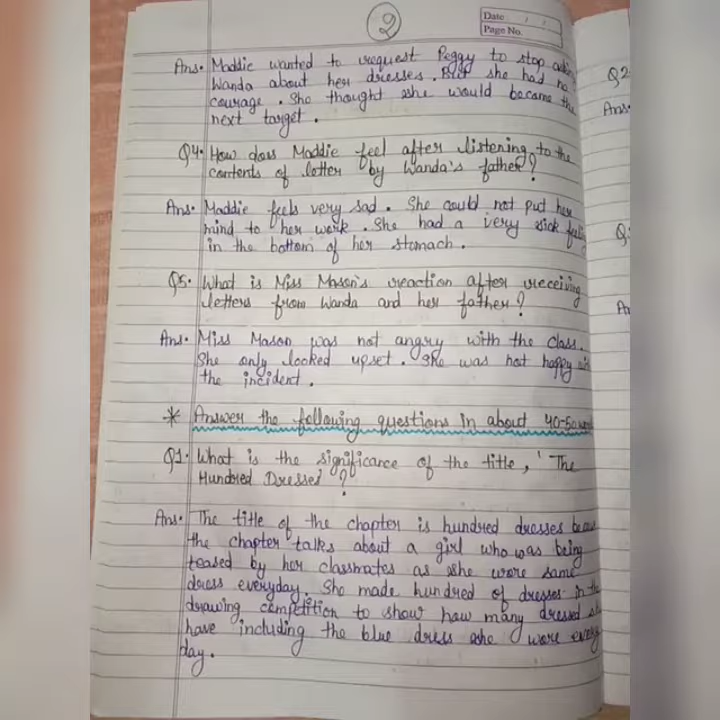 2
Date / /
Page No.
Ans. Maddie wanted to request Peggy to stop
Wanda about her dresses. But she had no
courage. She thought she would became the
next target.
Q4. How does Maddie feel after listening to the
contents of letter by Wanda's father?
Ans. Maddie feels very sad. She could not put her
mind to her work. She had a very sick feeling
in the bottom of her stomach.
Q5. What is Miss Mason's reaction after receiving
letters from Wanda and her father?
Ans. Miss Mason was not angry with the class.
She only looked upset. She was not happy
the incident.
* Answer the following questions in about 40-50
Q1. What is the significance of the title, ' The
Hundred Dresses ?
Ans. The title of the chapter is hundred dresses
the chapter talks about a girl who was being
teased by her classmates as she wore same
dress everyday. She made hundred of dresses in the
drawing competition to show how many dresses
have including the blue dress she wore every
day.
Q2
Ans.
Q
An